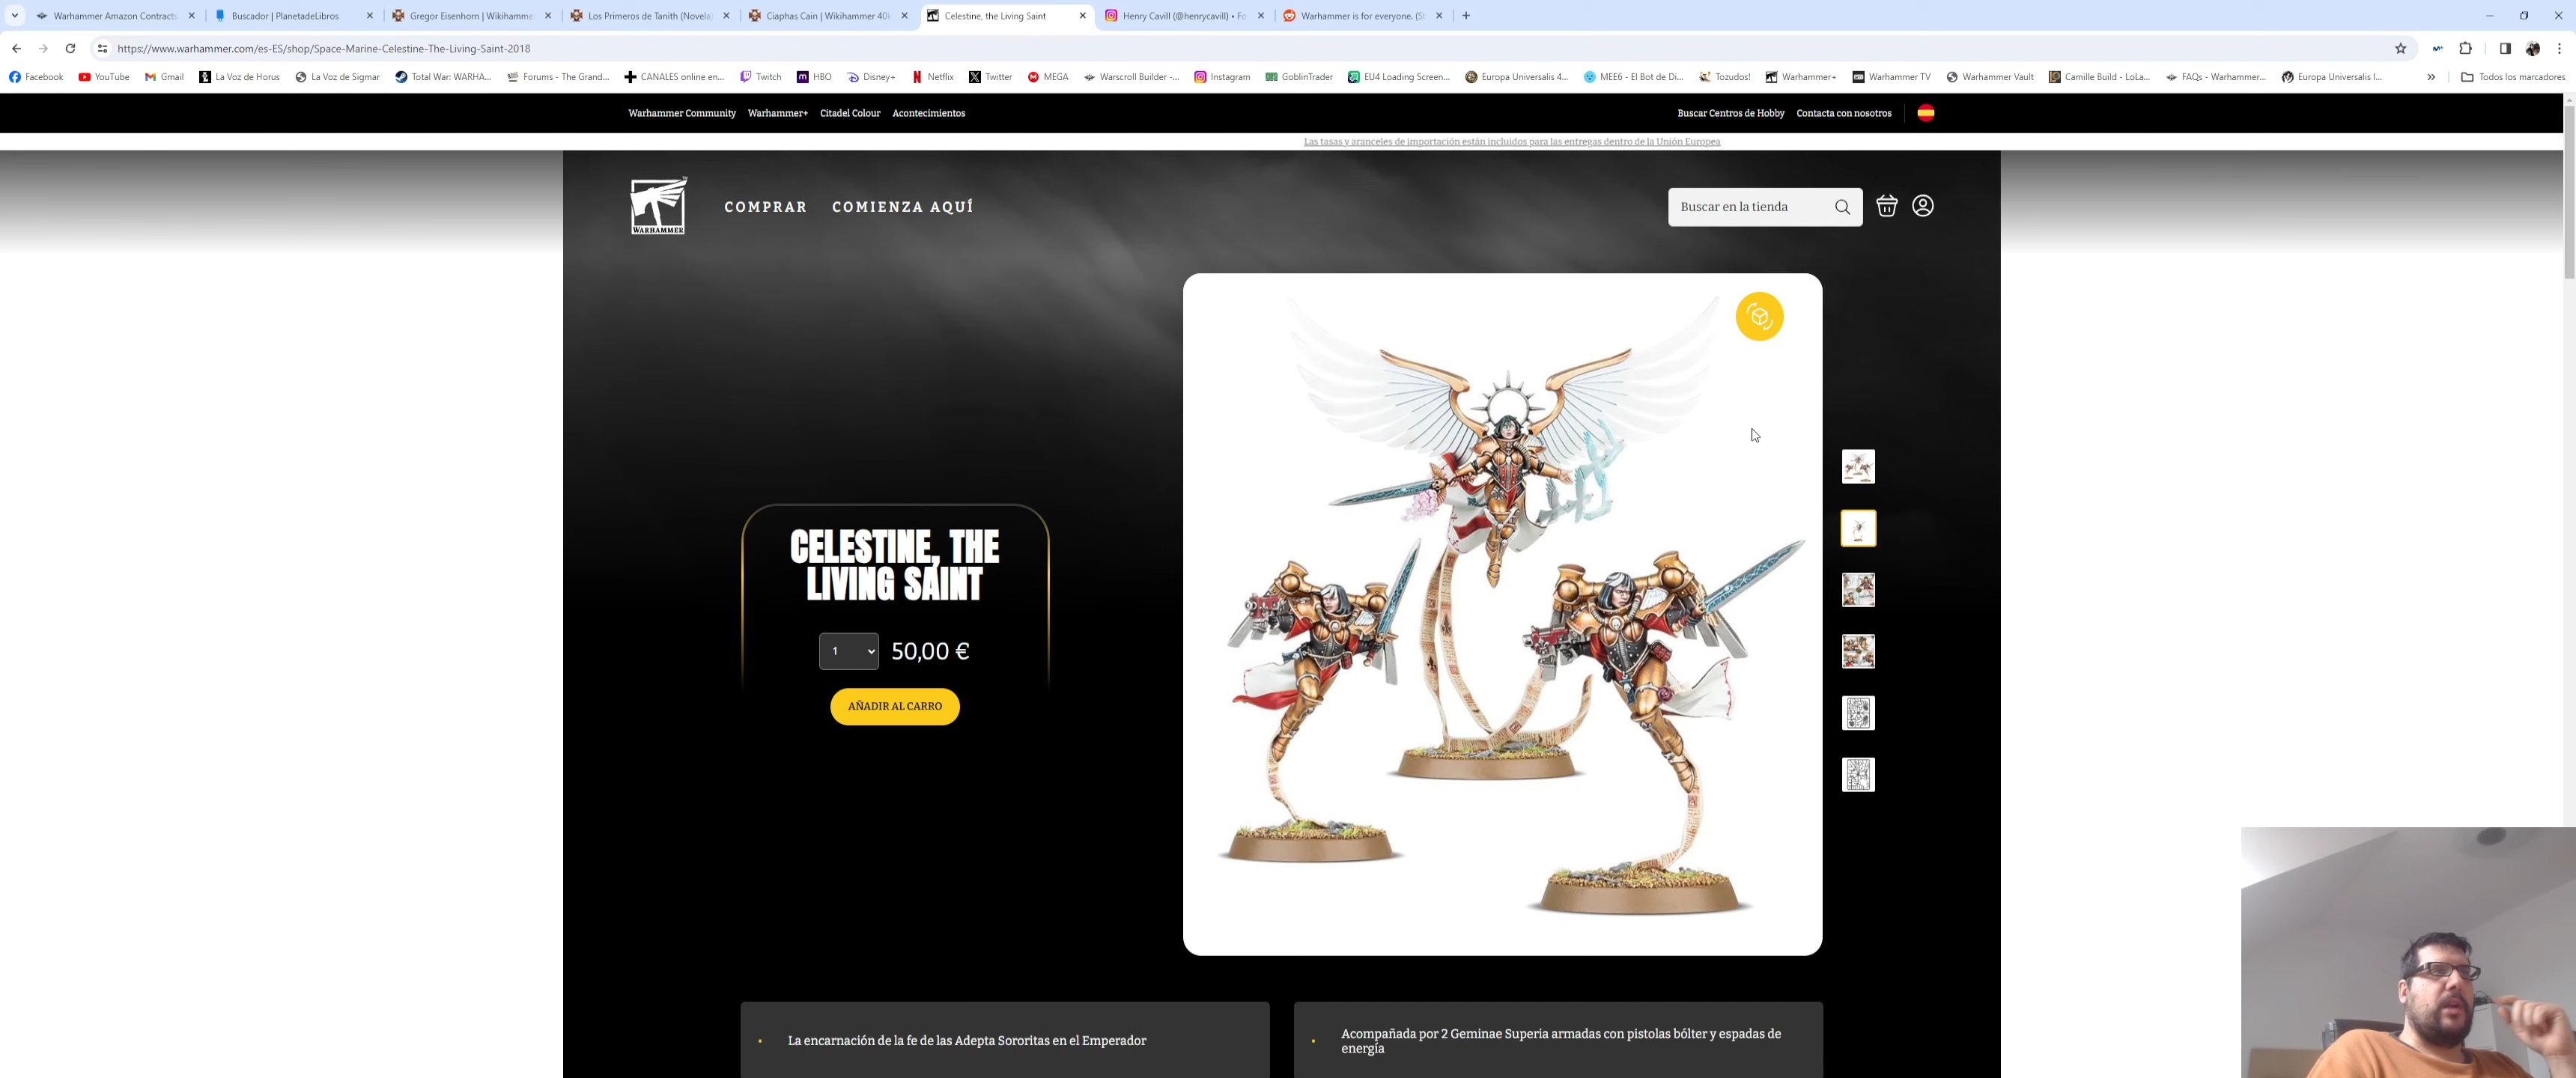 Warhammer Amazon Contracts
Buscador | PlanetadeLibros
Gregor Eisenhorn | Wikihamme
Los Primeros de Tanith (Novela)
Ciaphas Cain | Wikihammer 40k
Celestine, the Living Saint
Henry Cavill (@henrycavill) • Fo
Warhammer is for everyone. (St
https://www.warhammer.com/es-ES/shop/Space-Marine-Celestine-The-Living-Saint-2018
Facebook
YouTube
Gmail
La Voz de Horus
La Voz de Sigmar
Total War: WARHA...
Forums - The Grand...
CANALES online en...
Twitch
HBO
Disney+
Netflix
Twitter
MEGA
Warscroll Builder -...
Instagram
GoblinTrader
EU4 Loading Screen...
Europa Universalis 4...
MEE6 - El Bot de Di...
Tozudos!
Warhammer+
Warhammer TV
Warhammer Vault
Camille Build - LoLa...
FAQs - Warhammer...
Europa Universalis I...
Todos los marcadores
Warhammer Community
Warhammer+
Citadel Colour
Acontecimientos
Buscar Centros de Hobby
Contacta con nosotros
Las tasas y aranceles de importación están incluidos para las entregas dentro de la Unión Europea
WARHAMMER
COMPRAR
COMIENZA AQUÍ
Buscar en la tienda
CELESTINE, THE
LIVING SAINT
1
50,00 €
AÑADIR AL CARRO
La encarnación de la fe de las Adepta Sororitas en el Emperador
Acompañada por 2 Geminae Superia armadas con pistolas bólter y espadas de
energía